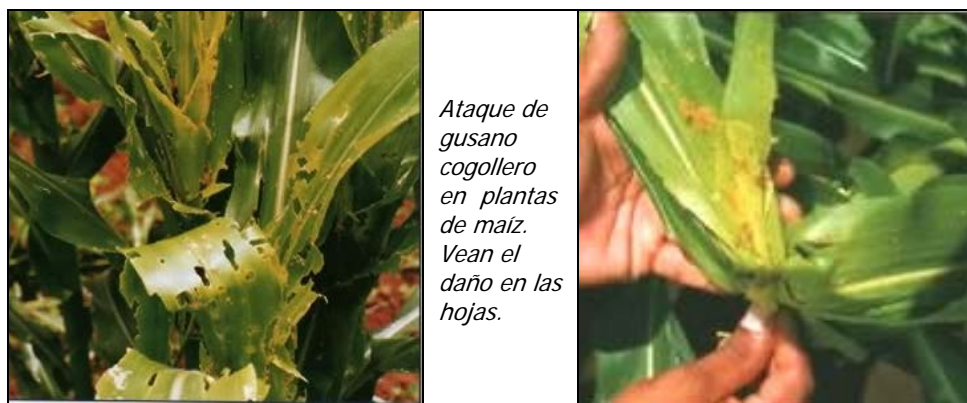 Ataque de
gusano
cogollero
en plantas
de maíz.
Vean el
daño en las
hojas.